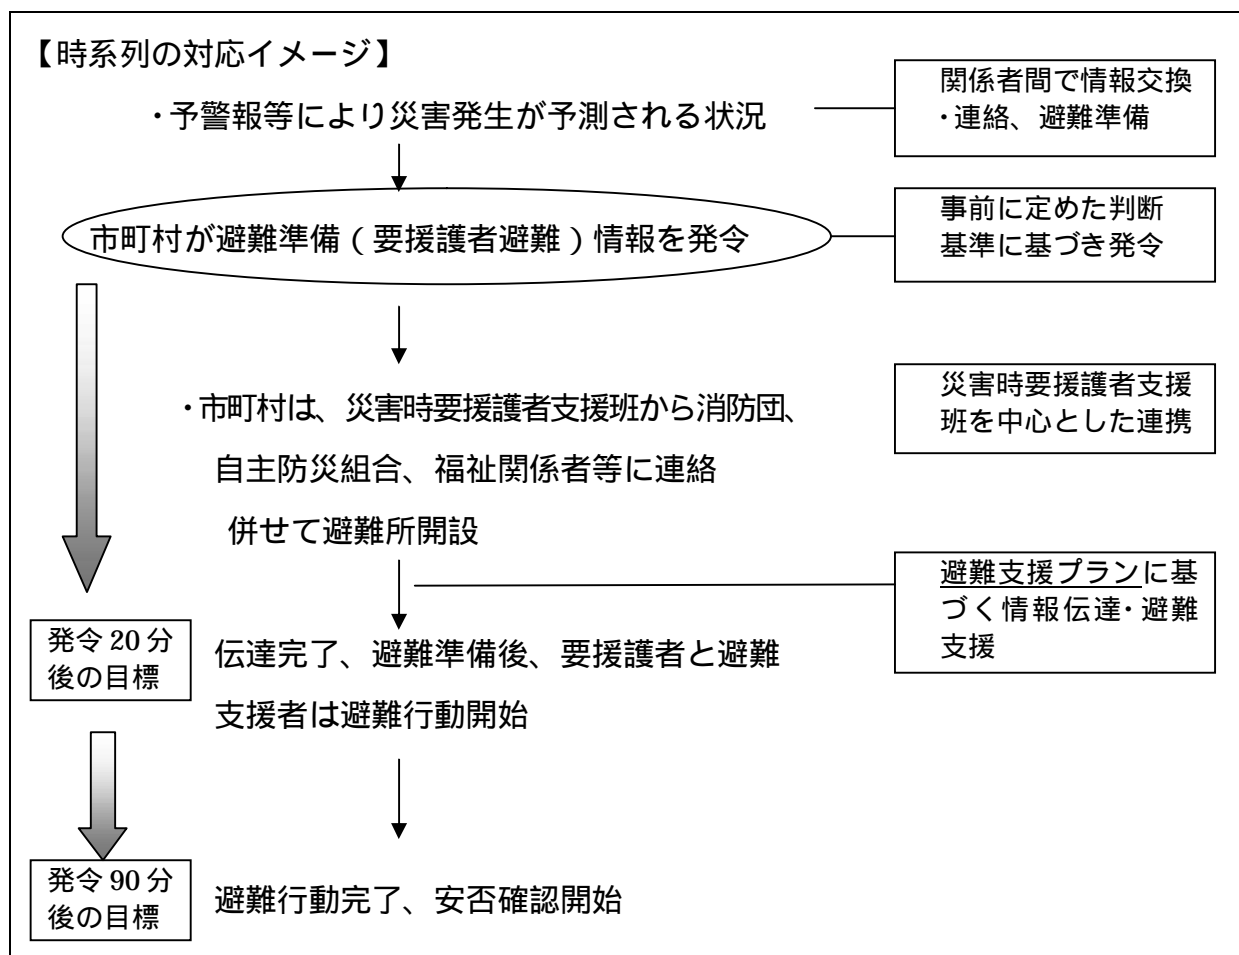 【時系列の対応イメージ】
・予警報等により災害発生が予測される状況
関係者間で情報交換
・連絡、避難準備
市町村が避難準備（要援護者避難）情報を発令
事前に定めた判断
基準に基づき発令
・市町村は、災害時要援護者支援班から消防団、
自主防災組合、福祉関係者等に連絡
併せて避難所開設
災害時要援護者支援
班を中心とした連携
避難支援プランに基
づく情報伝達・避難
支援
発令20分
後の目標
伝達完了、避難準備後、要援護者と避難
支援者は避難行動開始
発令90分
後の目標
避難行動完了、安否確認開始